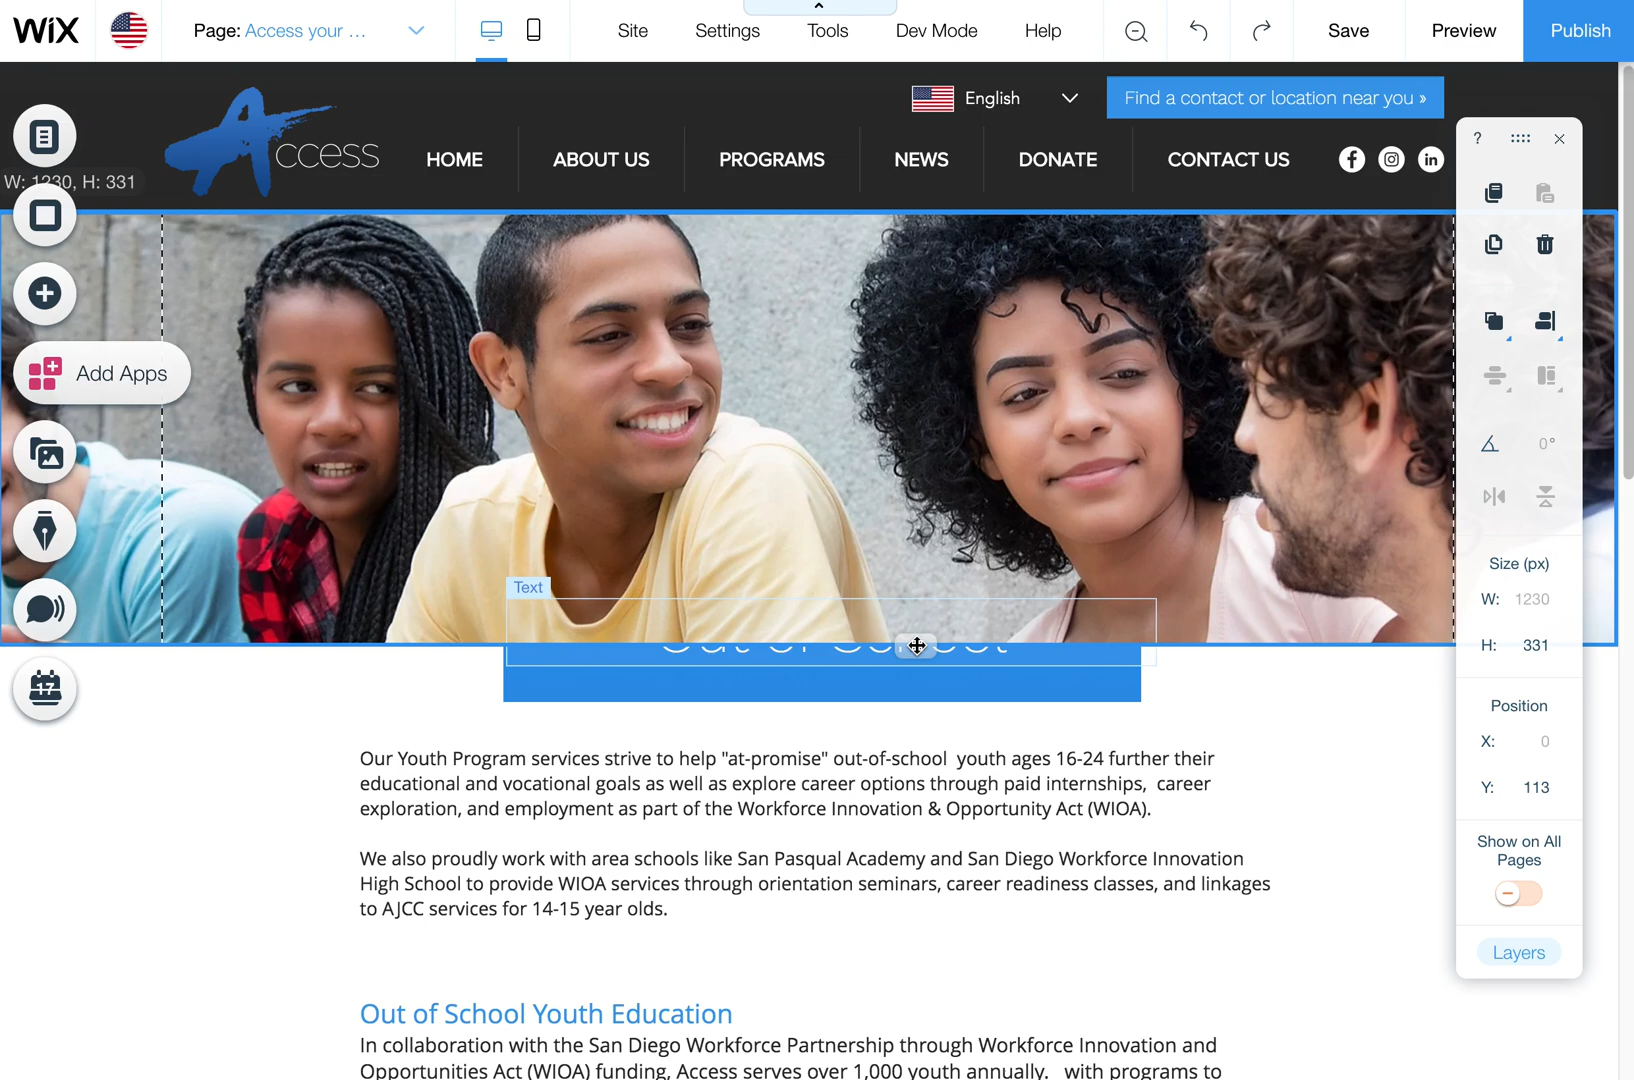 WiX
Page: Access your ...
Site
Settings
Tools
Dev Mode
Help
Save
Preview
Publish
English
Find a contact or location near you »
Access
HOME
ABOUT US
PROGRAMS
NEWS
DONATE
CONTACT US
W: 1230, H: 331
Add Apps
17
?
0°
Size (px)
W: 1230
H: 331
Position
X: 0
Y: 113
Show on All
Pages
Layers
Text
Our Youth Program services strive to help "at-promise" out-of-school youth ages 16-24 further their
educational and vocational goals as well as explore career options through paid internships, career
exploration, and employment as part of the Workforce Innovation & Opportunity Act (WIOA).
We also proudly work with area schools like San Pasqual Academy and San Diego Workforce Innovation
High School to provide WIOA services through orientation seminars, career readiness classes, and linkages
to AJCC services for 14-15 year olds.
Out of School Youth Education
In collaboration with the San Diego Workforce Partnership through Workforce Innovation and
Opportunities Act (WIOA) funding, Access serves over 1,000 youth annually. with programs to